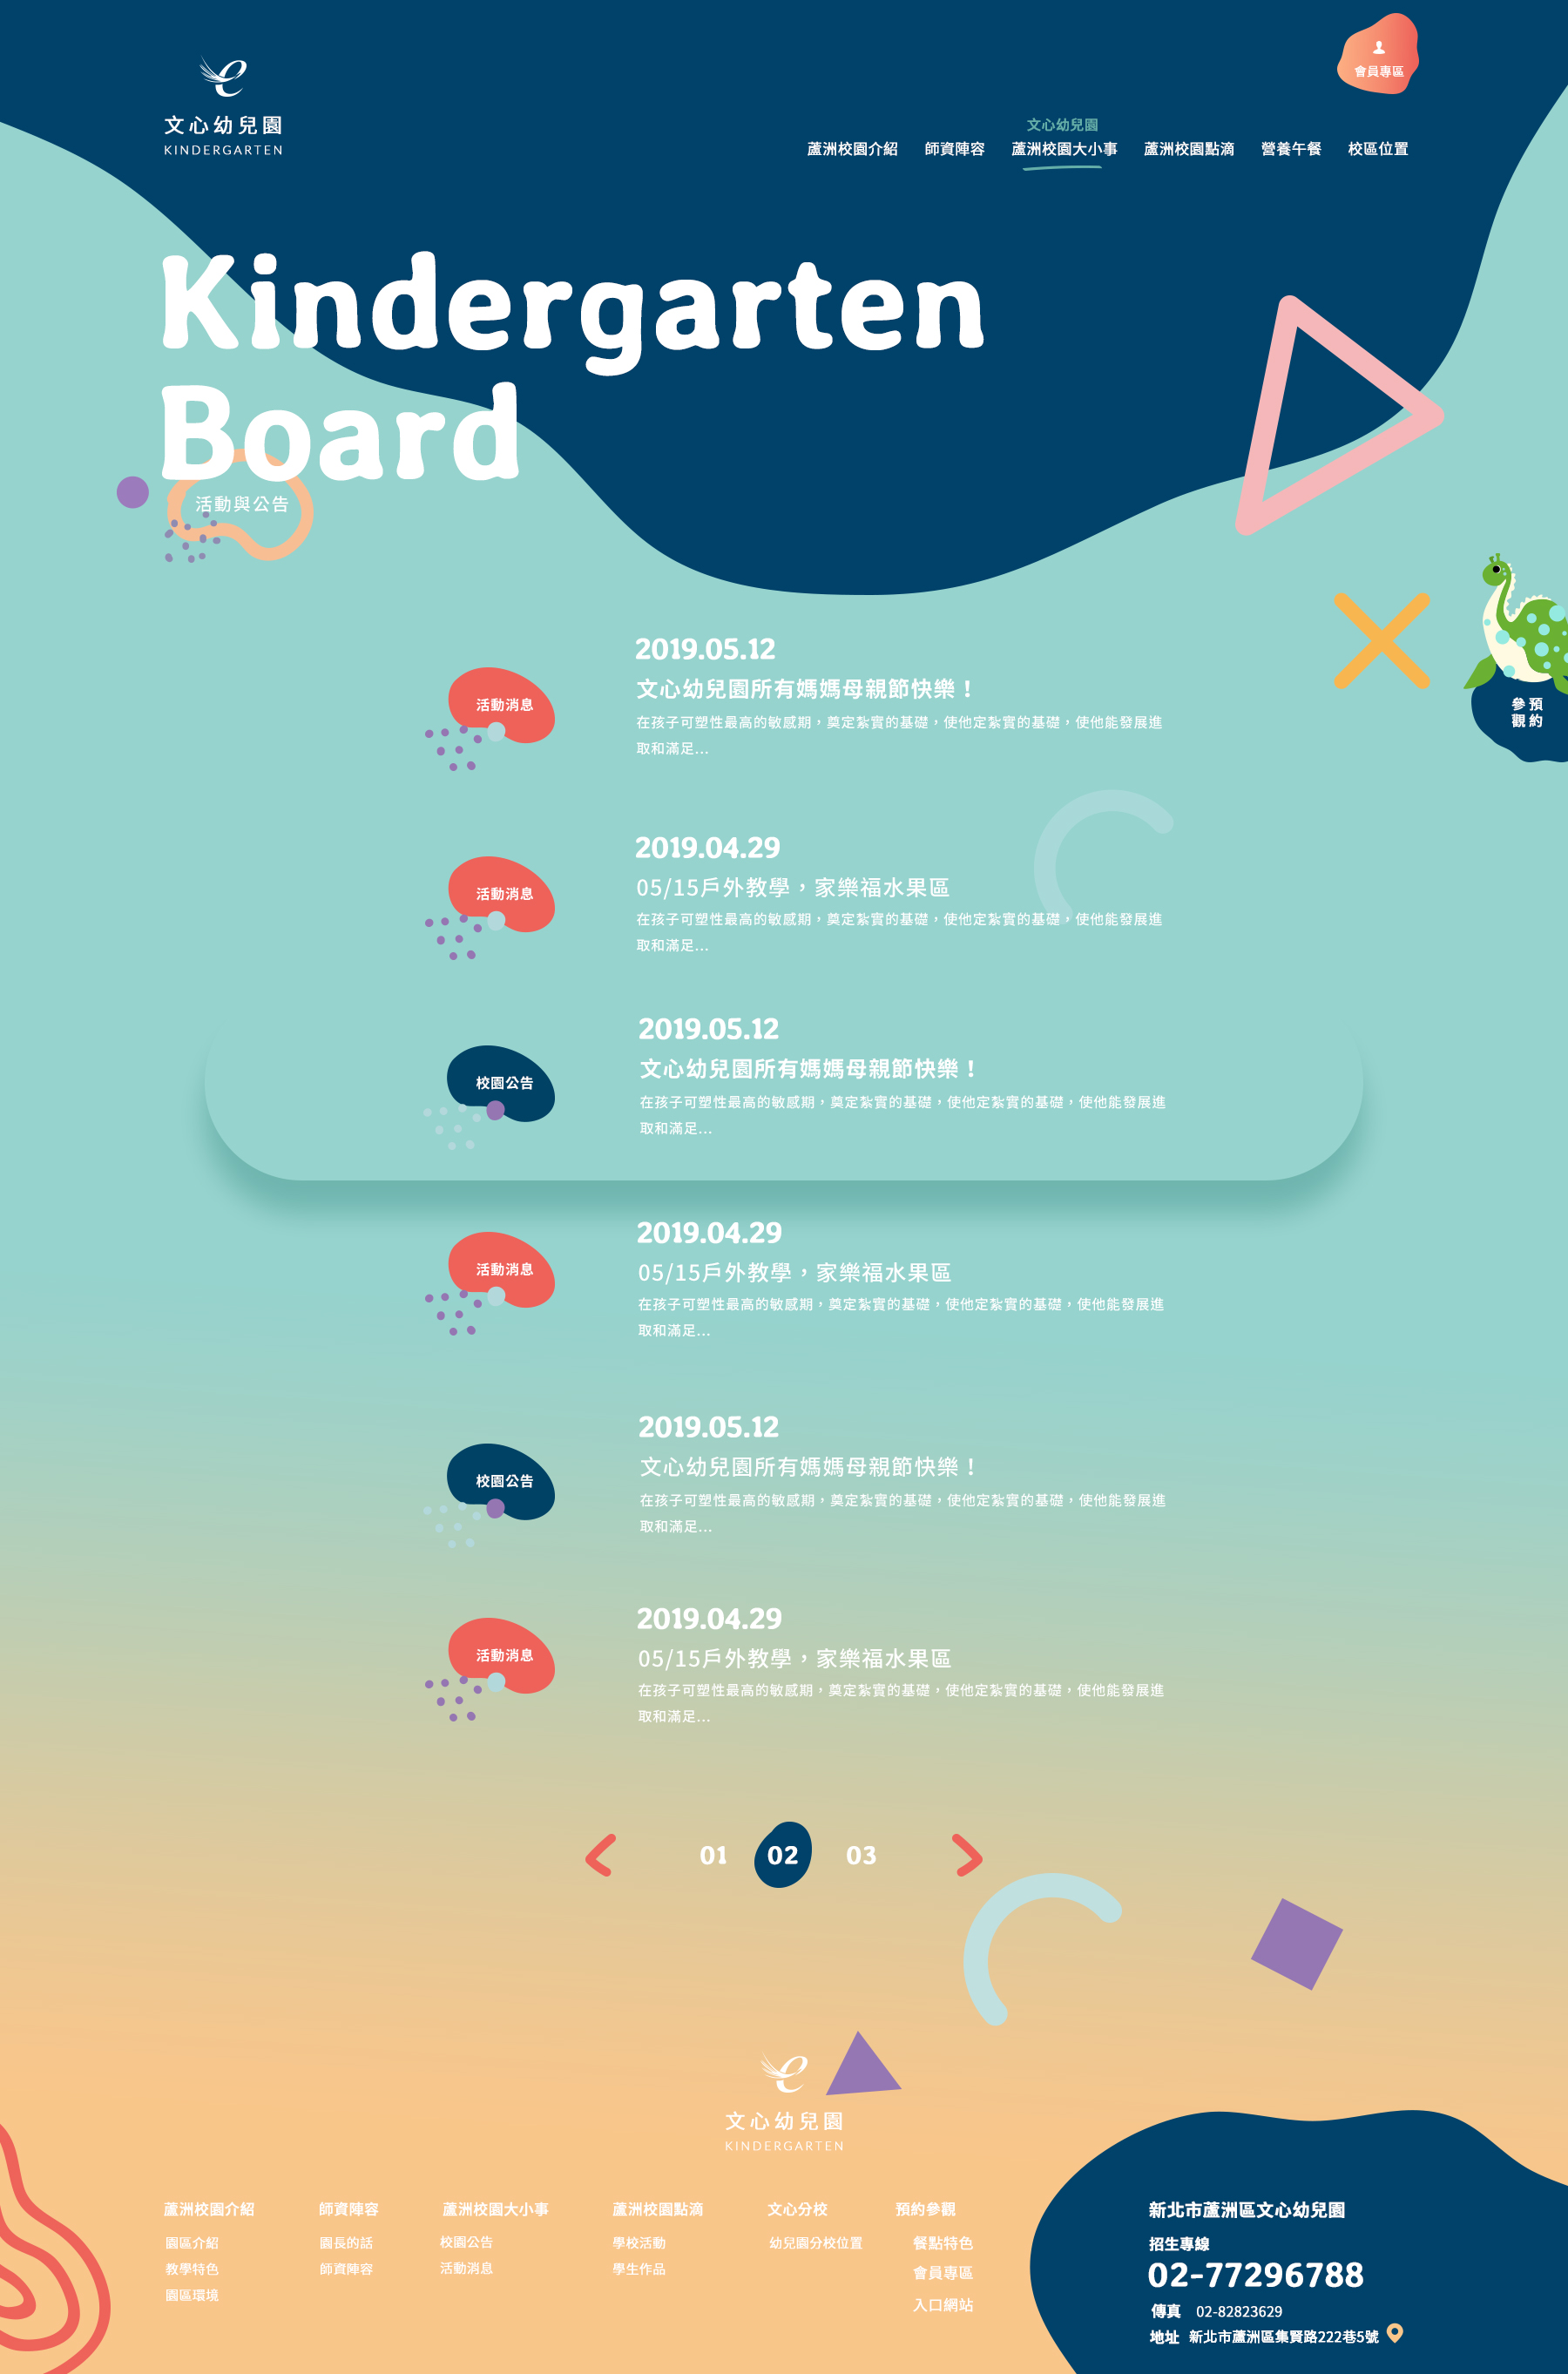 文心幼兒園
KINDERGARTEN
會員專區
文心幼兒園
蘆洲校園介紹 師資陣容 蘆洲校園大小事 蘆洲校園點滴 營養午餐 校區位置
Kindergarten
Board
活動與公告
預約
參觀
2019.05.12
活動消息
文心幼兒園所有媽媽母親節快樂！
在孩子可塑性最高的敏感期，奠定紮實的基礎，使他定紮實的基礎，使他能發展進
取和滿足...
2019.04.29
活動消息
05/15戶外教學，家樂福水果區
在孩子可塑性最高的敏感期，奠定紮實的基礎，使他定紮實的基礎，使他能發展進
取和滿足...
2019.05.12
校園公告
文心幼兒園所有媽媽母親節快樂！
在孩子可塑性最高的敏感期，奠定紮實的基礎，使他定紮實的基礎，使他能發展進
取和滿足...
2019.04.29
活動消息
05/15戶外教學，家樂福水果區
在孩子可塑性最高的敏感期，奠定紮實的基礎，使他定紮實的基礎，使他能發展進
取和滿足...
2019.05.12
校園公告
文心幼兒園所有媽媽母親節快樂！
在孩子可塑性最高的敏感期，奠定紮實的基礎，使他定紮實的基礎，使他能發展進
取和滿足...
2019.04.29
活動消息
05/15戶外教學，家樂福水果區
在孩子可塑性最高的敏感期，奠定紮實的基礎，使他定紮實的基礎，使他能發展進
取和滿足...
01 02 03
文心幼兒園
KINDERGARTEN
蘆洲校園介紹
園區介紹
教學特色
園區環境
師資陣容
園長的話
師資陣容
蘆洲校園大小事
校園公告
活動消息
蘆洲校園點滴
學校活動
學生作品
文心分校
幼兒園分校位置
預約參觀
餐點特色
會員專區
入口網站
新北市蘆洲區文心幼兒園
招生專線
02-77296788
傳真 02-82823629
地址 新北市蘆洲區集賢路222巷5號